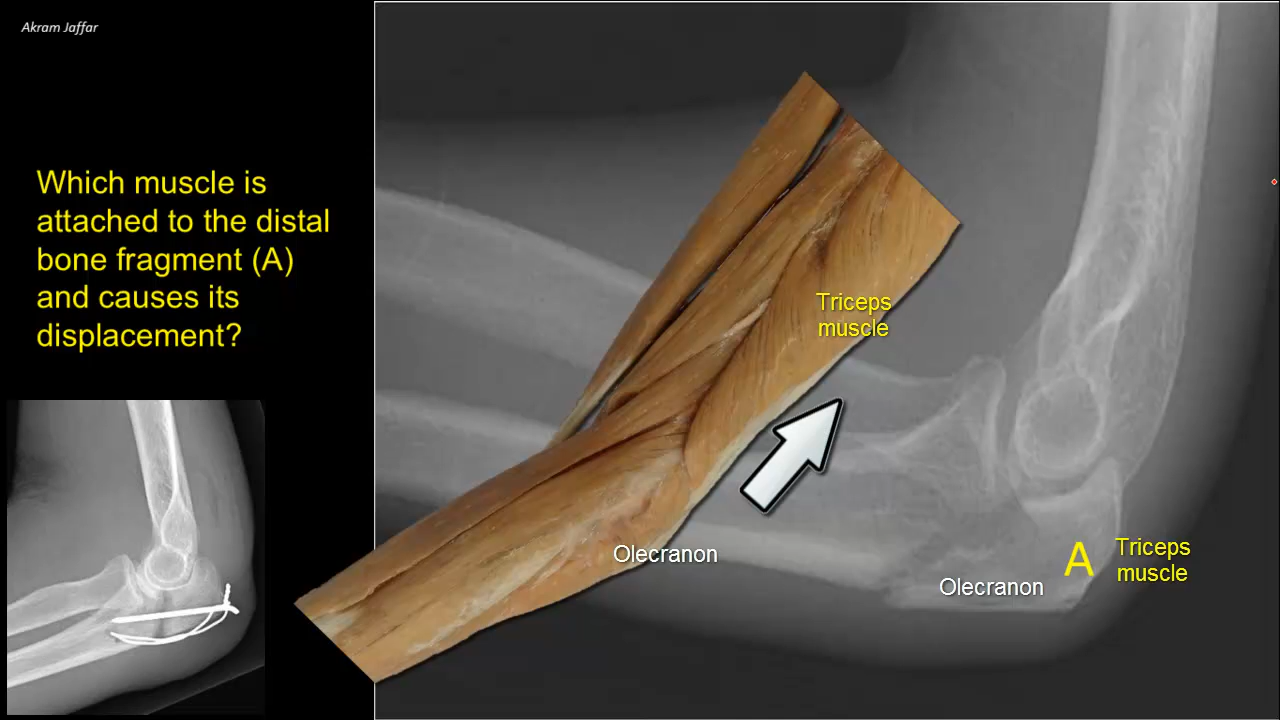 Akram Jaffar
Which muscle is
attached to the distal
bone fragment (A)
and causes its
displacement?
Triceps
muscle
Olecranon
Olecranon
A
Triceps
muscle